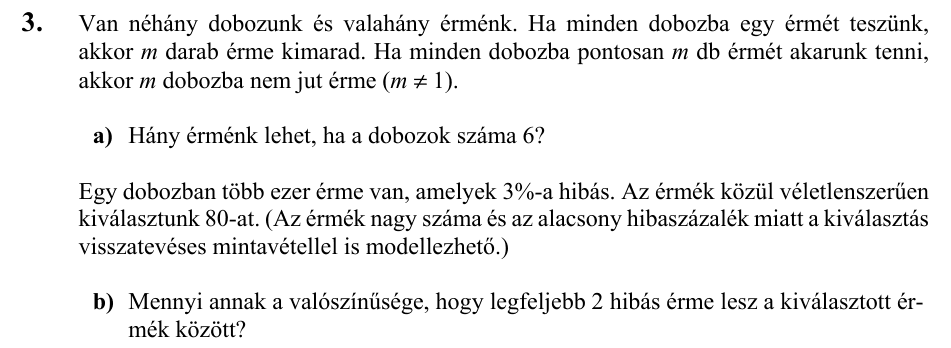 3. Van néhány dobozunk és valahány érménk. Ha minden dobozba egy érmét teszünk,
akkor m darab érme kimarad. Ha minden dobozba pontosan m db érmét akarunk tenni,
akkor m dobozba nem jut érme (m ≠ 1).
a) Hány érménk lehet, ha a dobozok száma 6?
Egy dobozban több ezer érme van, amelyek 3%-a hibás. Az érmék közül véletlenszerűen
kiválasztunk 80-at. (Az érmék nagy száma és az alacsony hibaszázalék miatt a kiválasztás
visszatevéses mintavétellel is modellezhető.)
b) Mennyi annak a valószínűsége, hogy legfeljebb 2 hibás érme lesz a kiválasztott ér-
mék között?